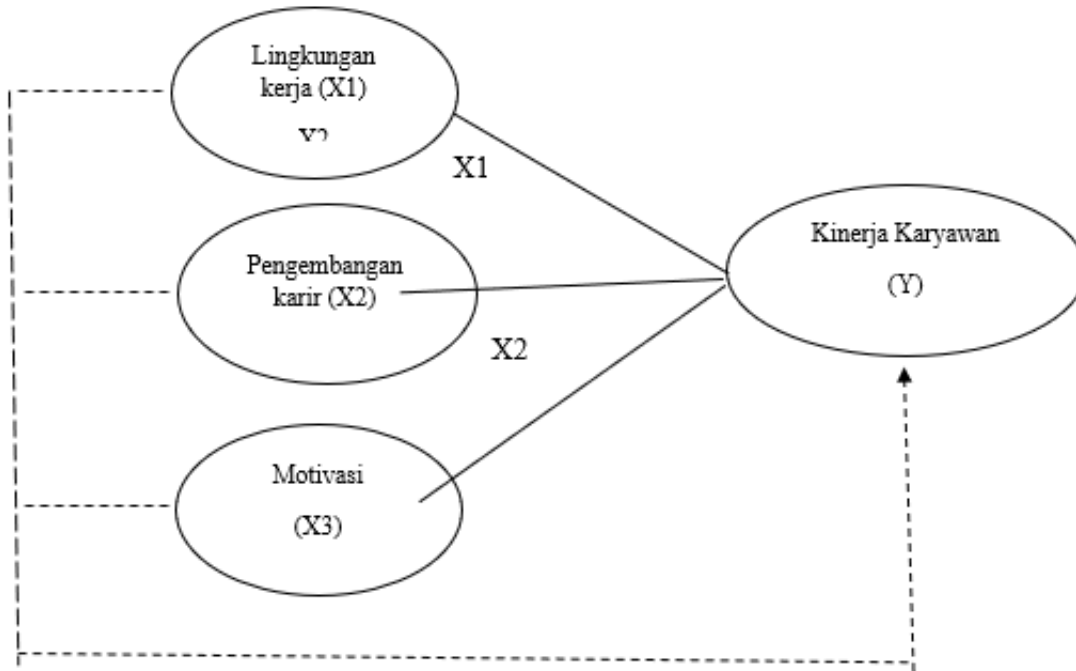 Lingkungan
kerja (X1)
X1
Pengembangan
karir (X2)
X2
Motivasi
(X3)
Kinerja Karyawan
(Y)